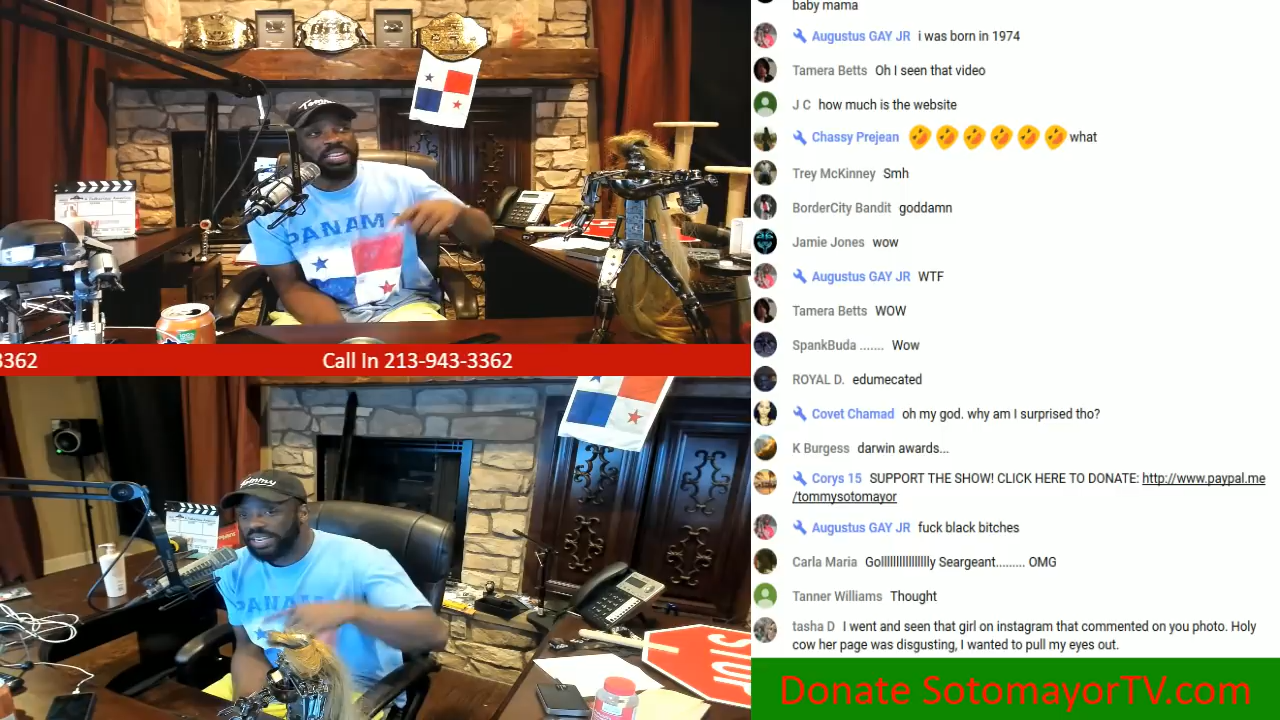 Tommy
PANAMA
3362
Call In 213-943-3362
Tommy
PANAMA
baby mama
Augustus GAY JR i was born in 1974
Tamera Betts Oh I seen that video
J C how much is the website
Chassy Prejean what
Trey McKinney Smh
BorderCity Bandit goddamn
Jamie Jones wow
Augustus GAY JR WTF
Tamera Betts WOW
SpankBuda ....... Wow
ROYAL D. edumecated
Covet Chamad oh my god. why am I surprised tho?
K Burgess darwin awards...
Corys 15 SUPPORT THE SHOW! CLICK HERE TO DONATE: http://www.paypal.me
/tommysotomayor
Augustus GAY JR fuck black bitches
Carla Maria Gollllllllllllllllly Seargeant......... OMG
Tanner Williams Thought
tasha D I went and seen that girl on instagram that commented on you photo. Holy
cow her page was disgusting, I wanted to pull my eyes out.
Donate SotomayorTV.com